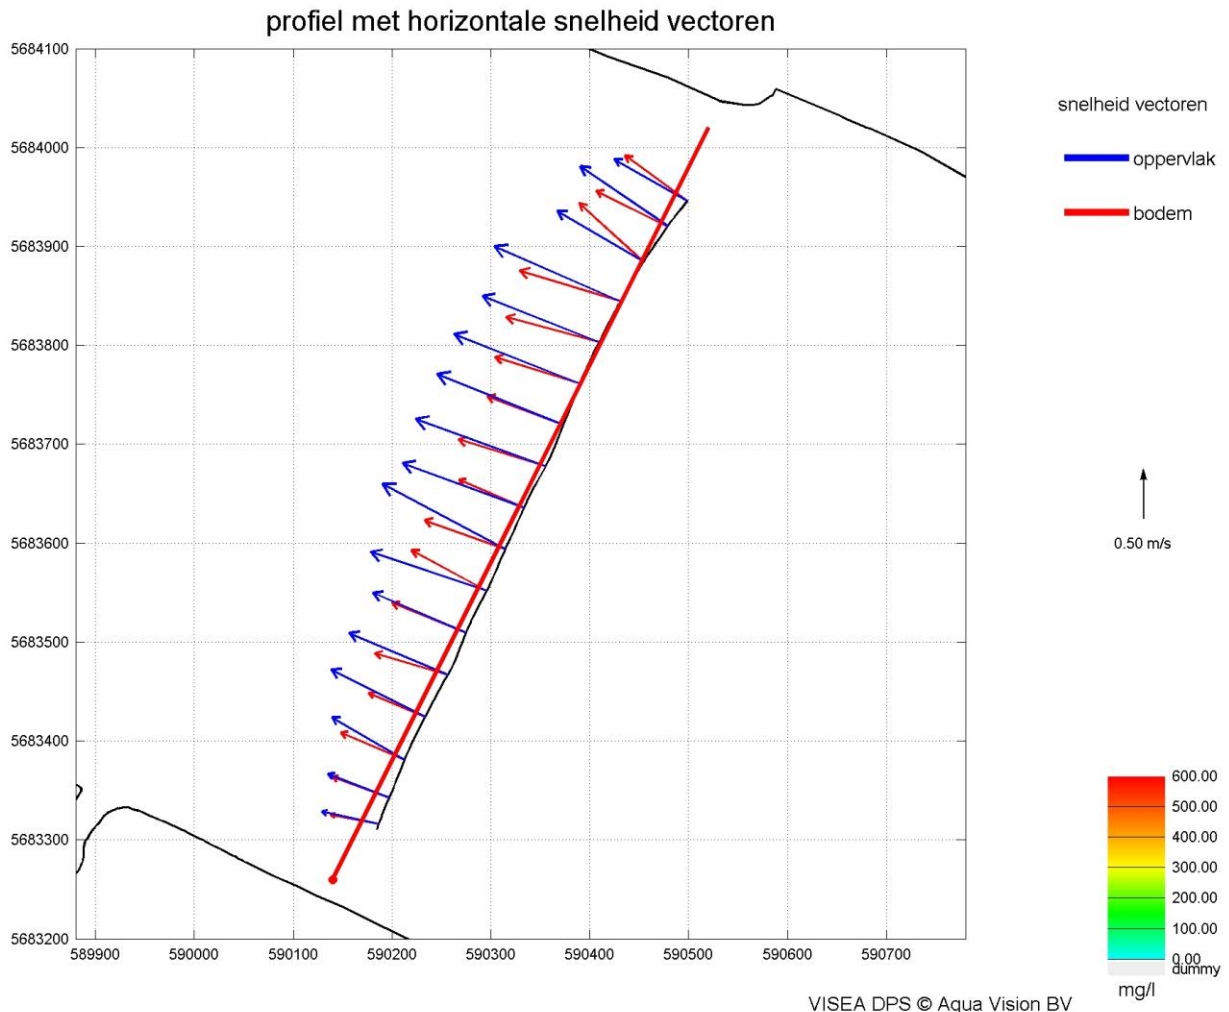 profiel met horizontale snelheid vectoren
5684100
5684000
5683900
5683800
5683700
5683600
5683500
5683400
5683300
5683200
589900 590000 590100 590200 590300 590400 590500 590600 590700
snelheid vectoren
oppervlak
bodem
0.50 m/s
600.00
500.00
400.00
300.00
200.00
100.00
0.00
dummy
mg/l
VISEA DPS © Aqua Vision BV